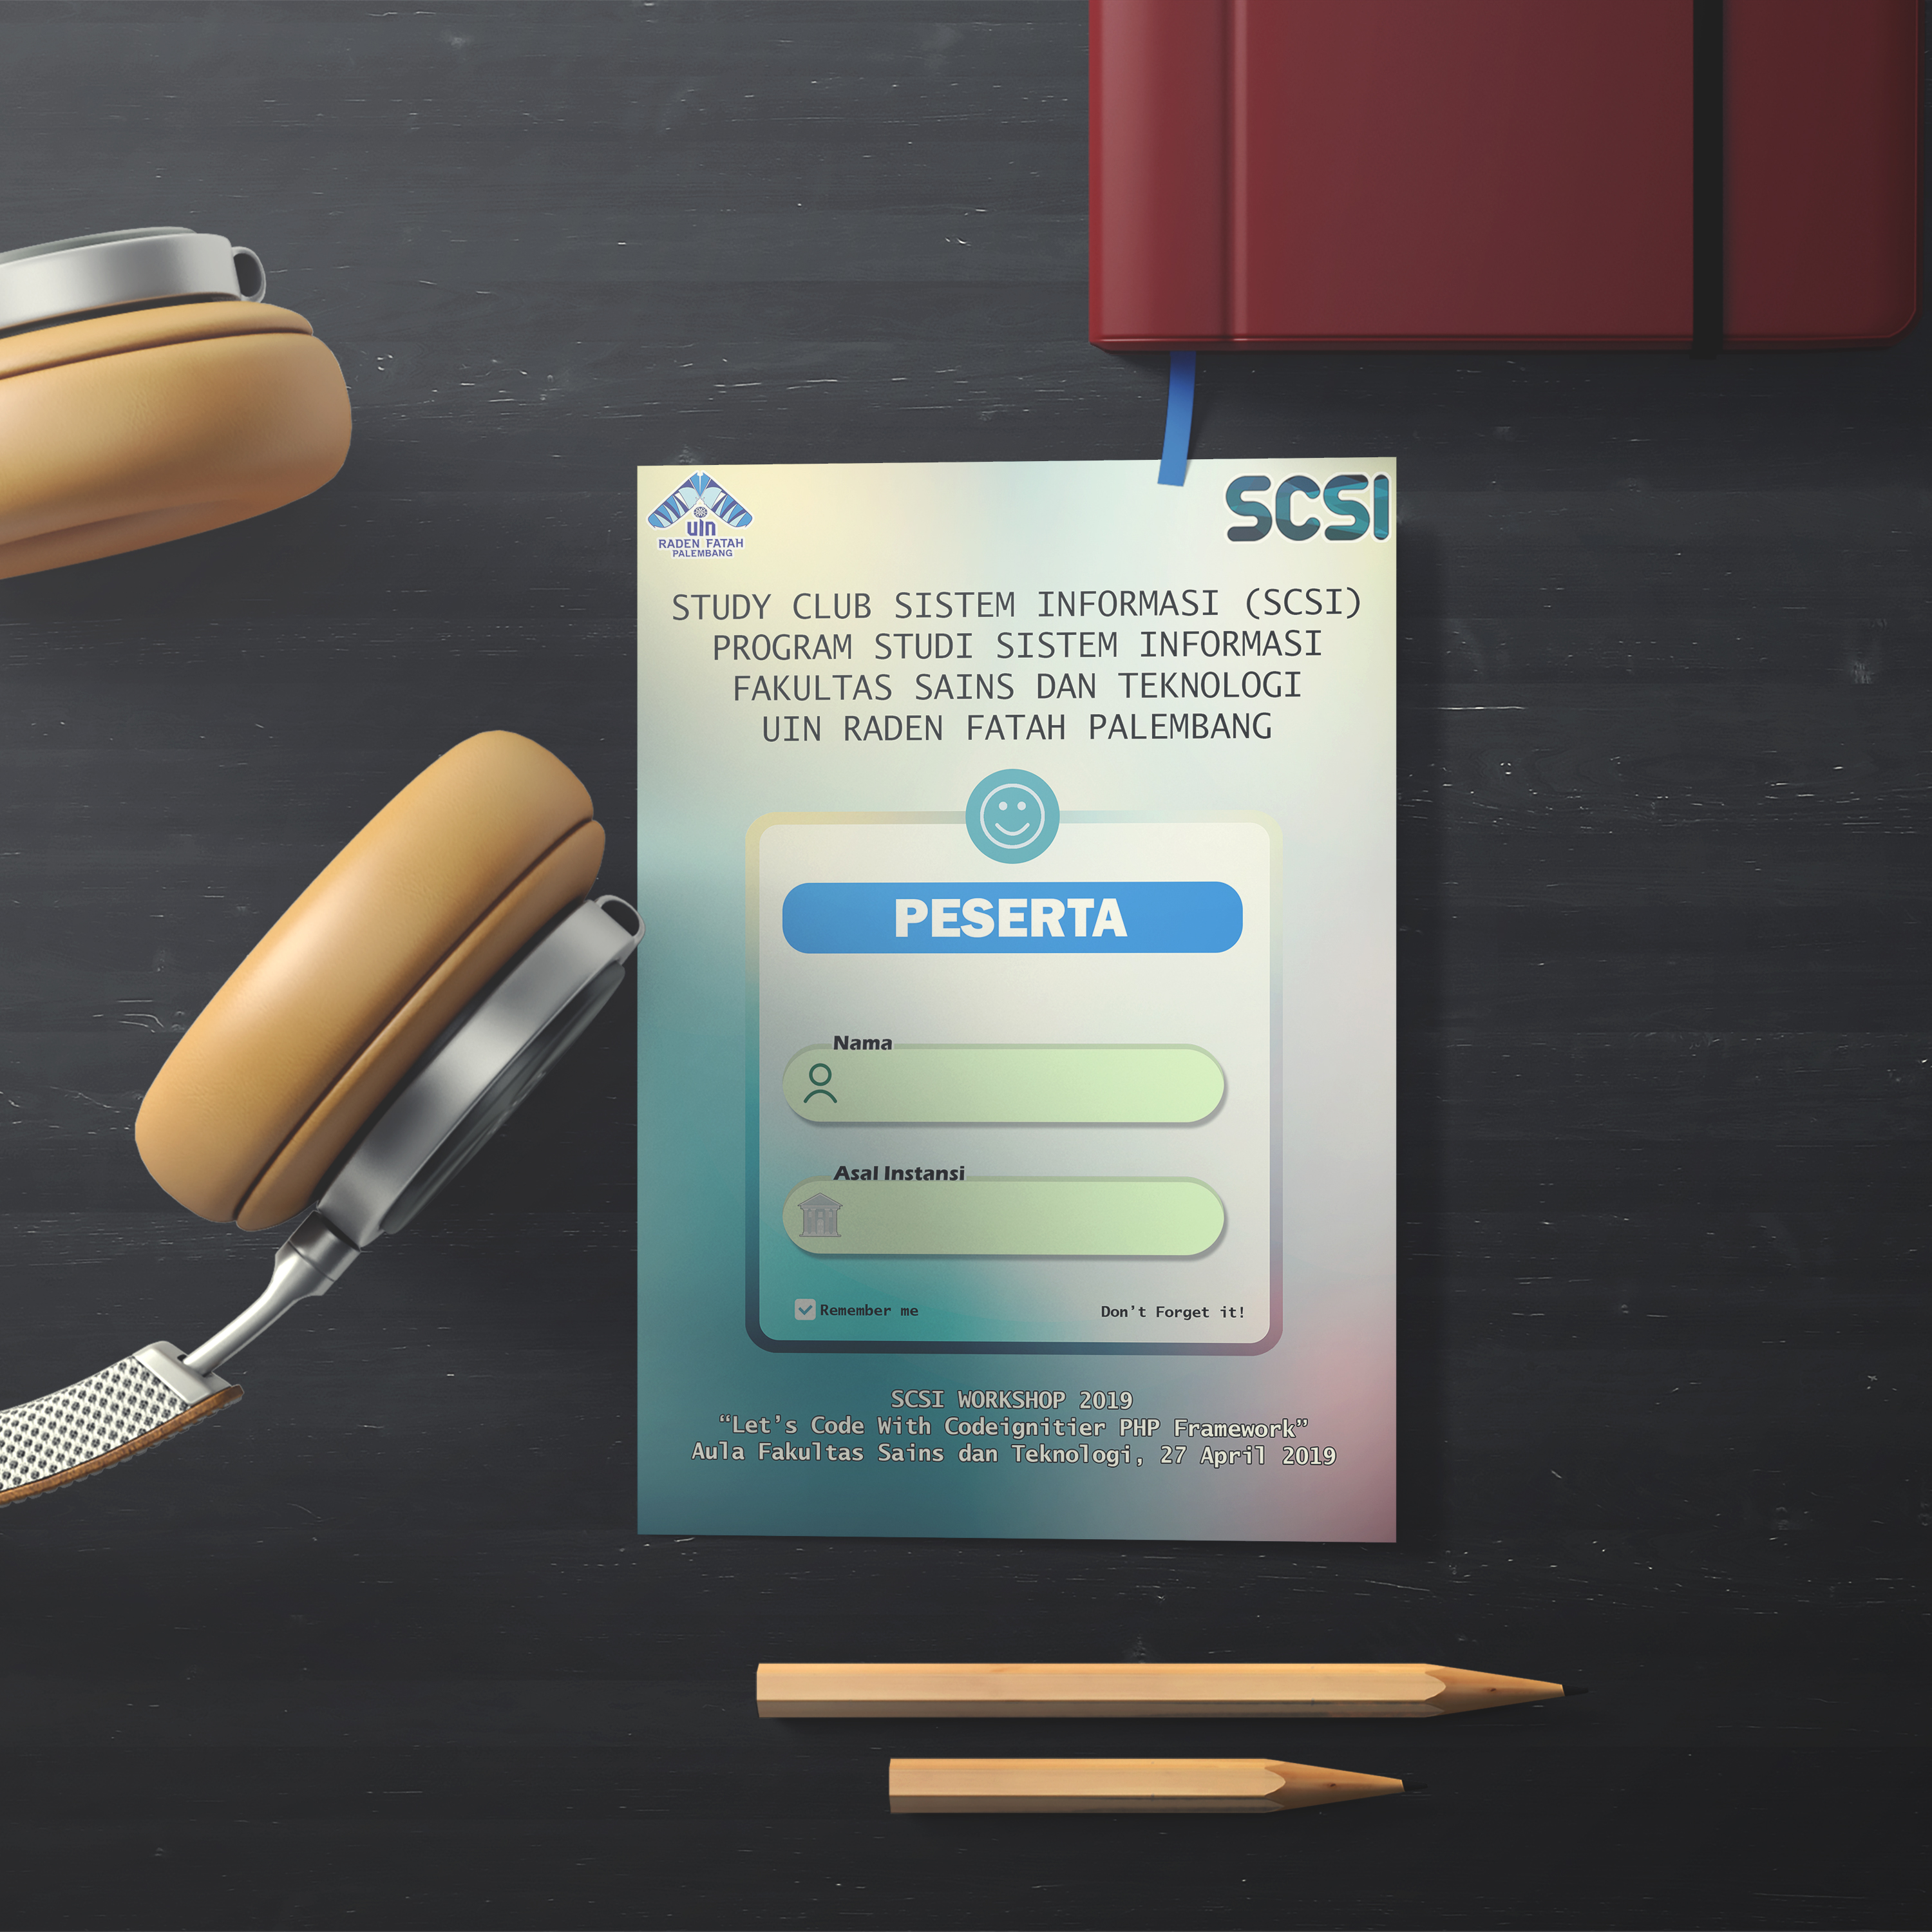 uin
RADEN FATAH
PALEMBANG
SCSI
STUDY CLUB SISTEM INFORMASI (SCSI)
PROGRAM STUDI SISTEM INFORMASI
FAKULTAS SAINS DAN TEKNOLOGI
UIN RADEN FATAH PALEMBANG
PESERTA
Nama
Asal Instansi
Remember me
Don't Forget it!
SCSI WORKSHOP 2019
“Let's Code With Codeignitier PHP Framework”
Aula Fakultas Sains dan Teknologi, 27 April 2019